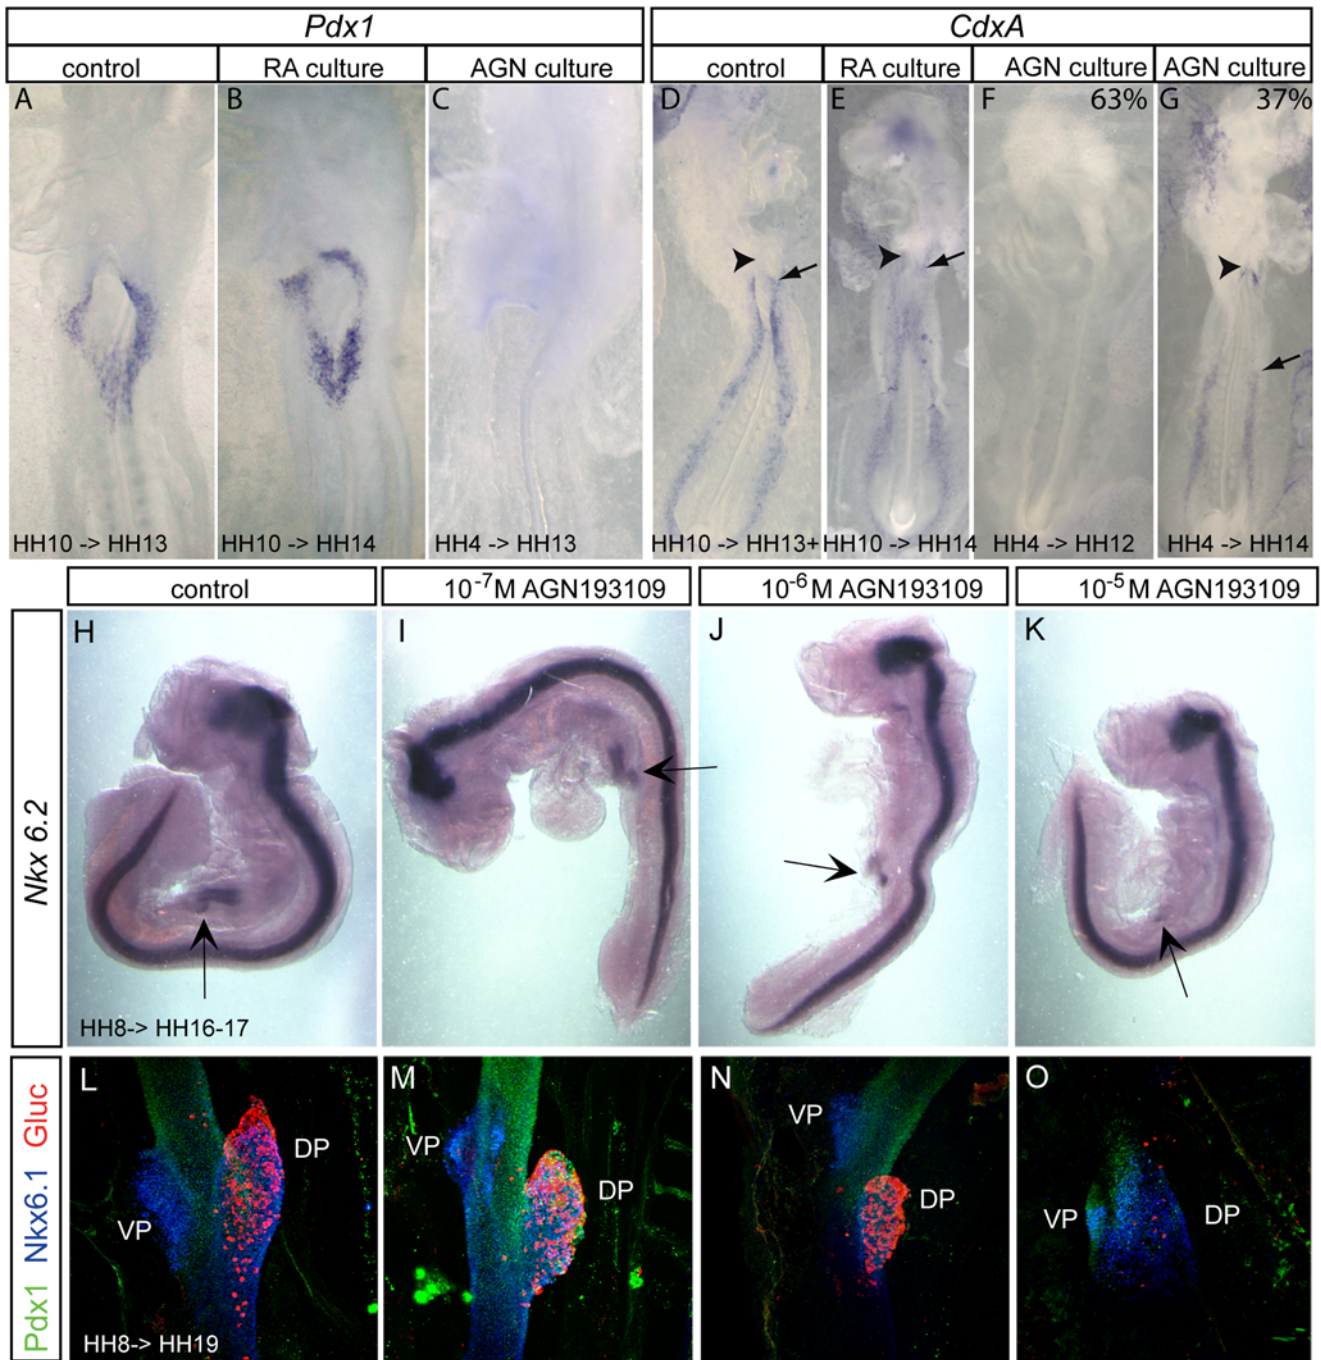 Pdx1 CdxA
control RA culture AGN culture control RA culture AGN culture AGN culture
A B C D E F 63% G 37%
HH10 -> HH13 HH10 -> HH14 HH4 -> HH13 HH10 -> HH13+ HH10 -> HH14 HH4 -> HH12 HH4 -> HH14
control 10-7M AGN193109 10-6M AGN193109 10-5M AGN193109
Nkx 6.2
H I J K
HH8-> HH16-17
Pdx1 Nkx6.1 Gluc
L M N O
VP DP VP DP VP DP VP DP
HH8-> HH19